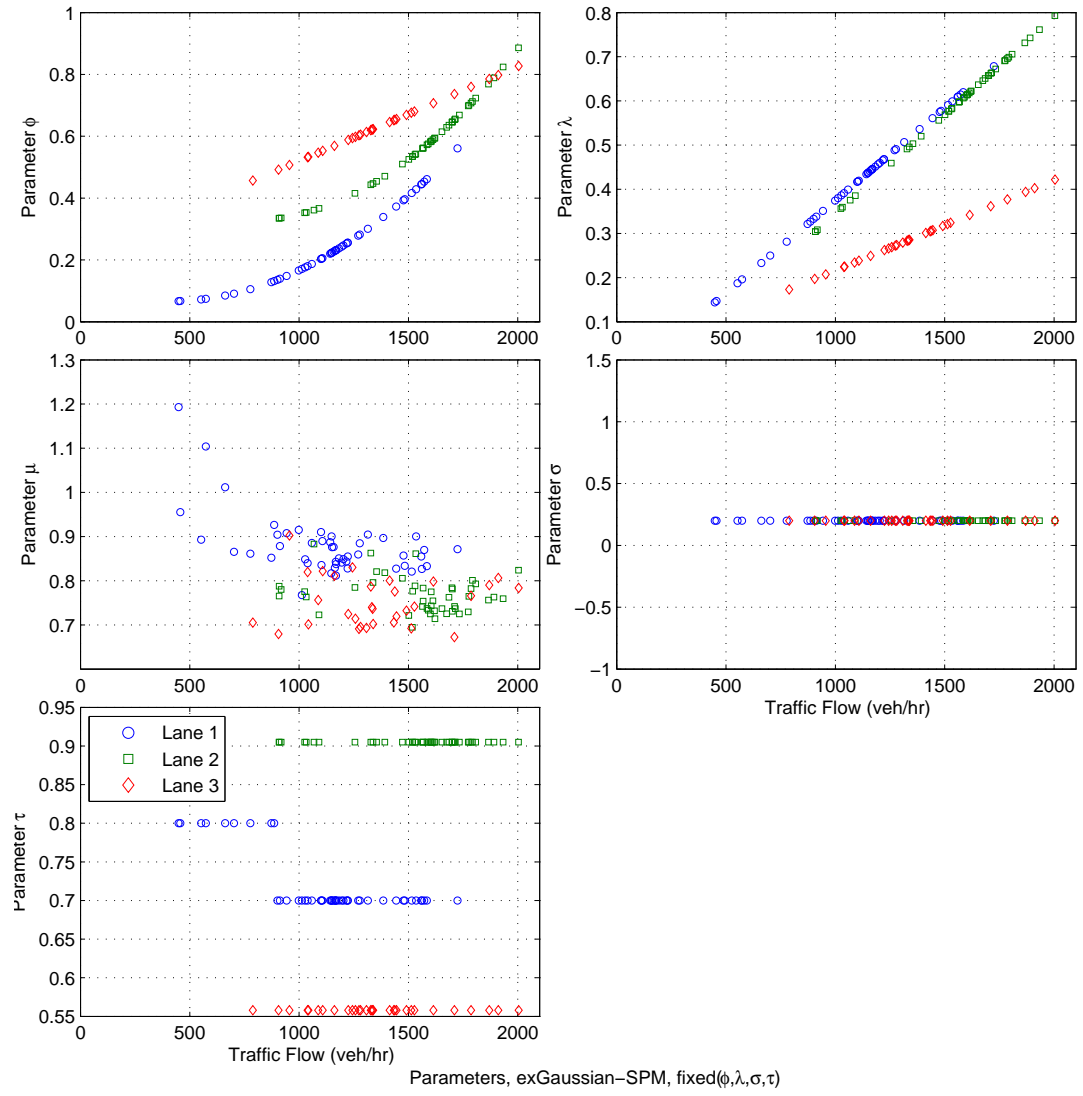 1
0.8
0.6
0.4
0.2
0
Parameter ϕ
0 500 1000 1500 2000
0.8
0.7
0.6
0.5
0.4
0.3
0.2
0.1
Parameter λ
0 500 1000 1500 2000
1.3
1.2
1.1
1
0.9
0.8
0.7
Parameter μ
0 500 1000 1500 2000
1.5
1
0.5
0
−0.5
−1
Parameter σ
0 500 1000 1500 2000
Traffic Flow (veh/hr)
0.95
0.9
0.85
0.8
0.75
0.7
0.65
0.6
0.55
Parameter τ
Lane 1
Lane 2
Lane 3
0 500 1000 1500 2000
Traffic Flow (veh/hr)
Parameters, exGaussian−SPM, fixed(ϕ,λ,σ,τ)